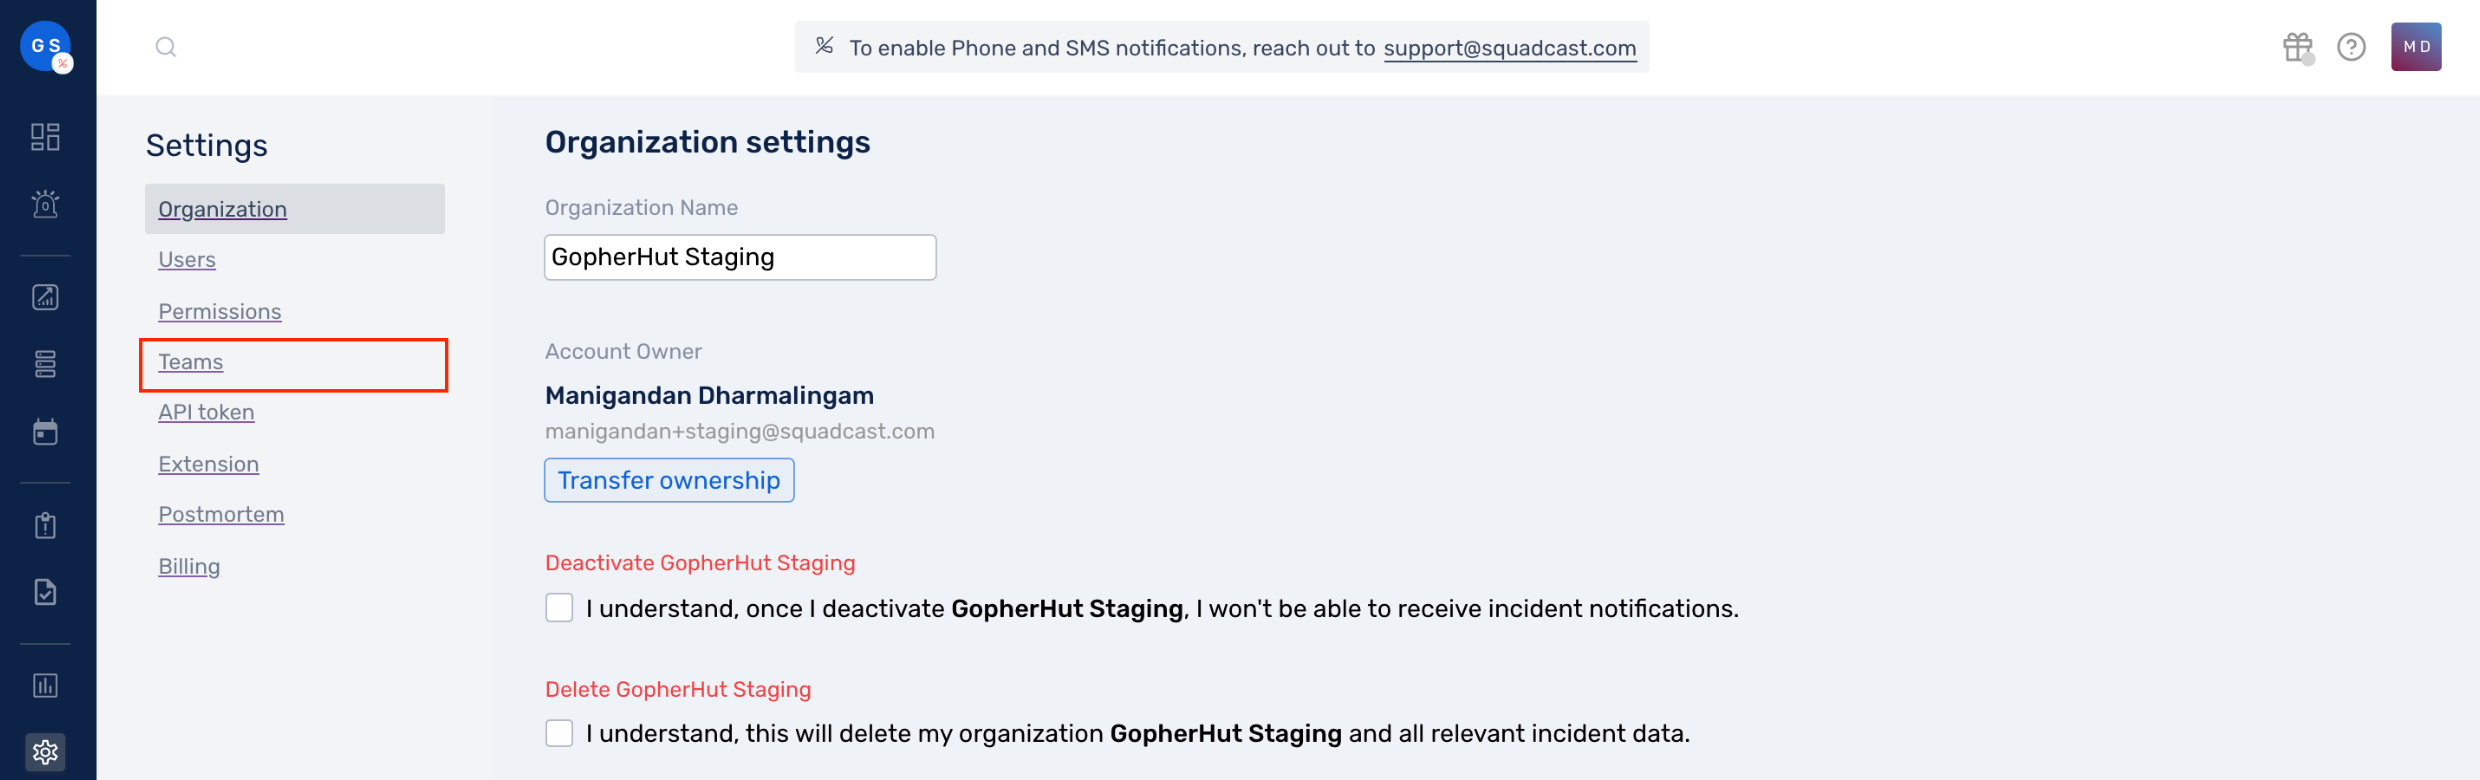 GS
To enable Phone and SMS notifications, reach out to support@squadcast.com
MD
Settings
Organization
Users
Permissions
Teams
API token
Extension
Postmortem
Billing
Organization settings
Organization Name
GopherHut Staging
Account Owner
Manigandan Dharmalingam
manigandan+staging@squadcast.com
Transfer ownership
Deactivate GopherHut Staging
I understand, once I deactivate GopherHut Staging, I won't be able to receive incident notifications.
Delete GopherHut Staging
I understand, this will delete my organization GopherHut Staging and all relevant incident data.